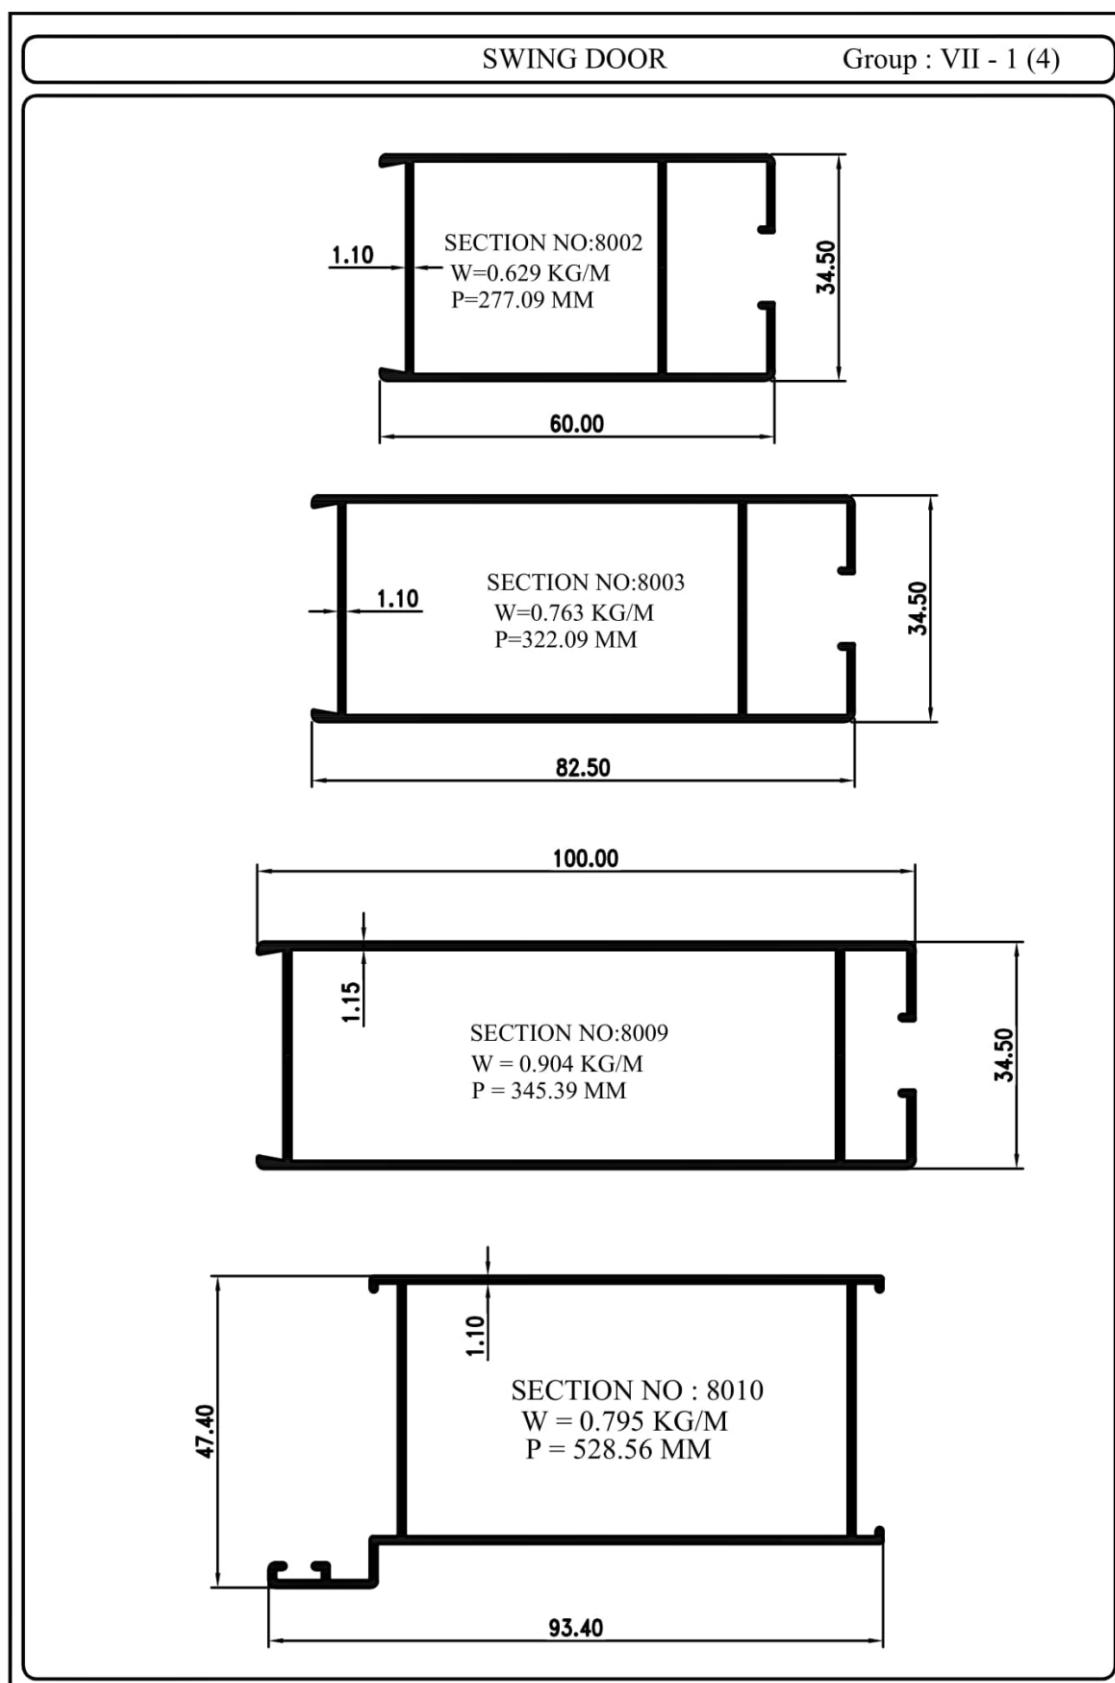 SWING DOOR Group : VII - 1 (4)
SECTION NO:8002
W=0.629 KG/M
P=277.09 MM
1.10
34.50
60.00
SECTION NO:8003
W=0.763 KG/M
P=322.09 MM
1.10
34.50
82.50
100.00
1.15
SECTION NO:8009
W = 0.904 KG/M
P = 345.39 MM
34.50
1.10
SECTION NO : 8010
W = 0.795 KG/M
P = 528.56 MM
47.40
93.40